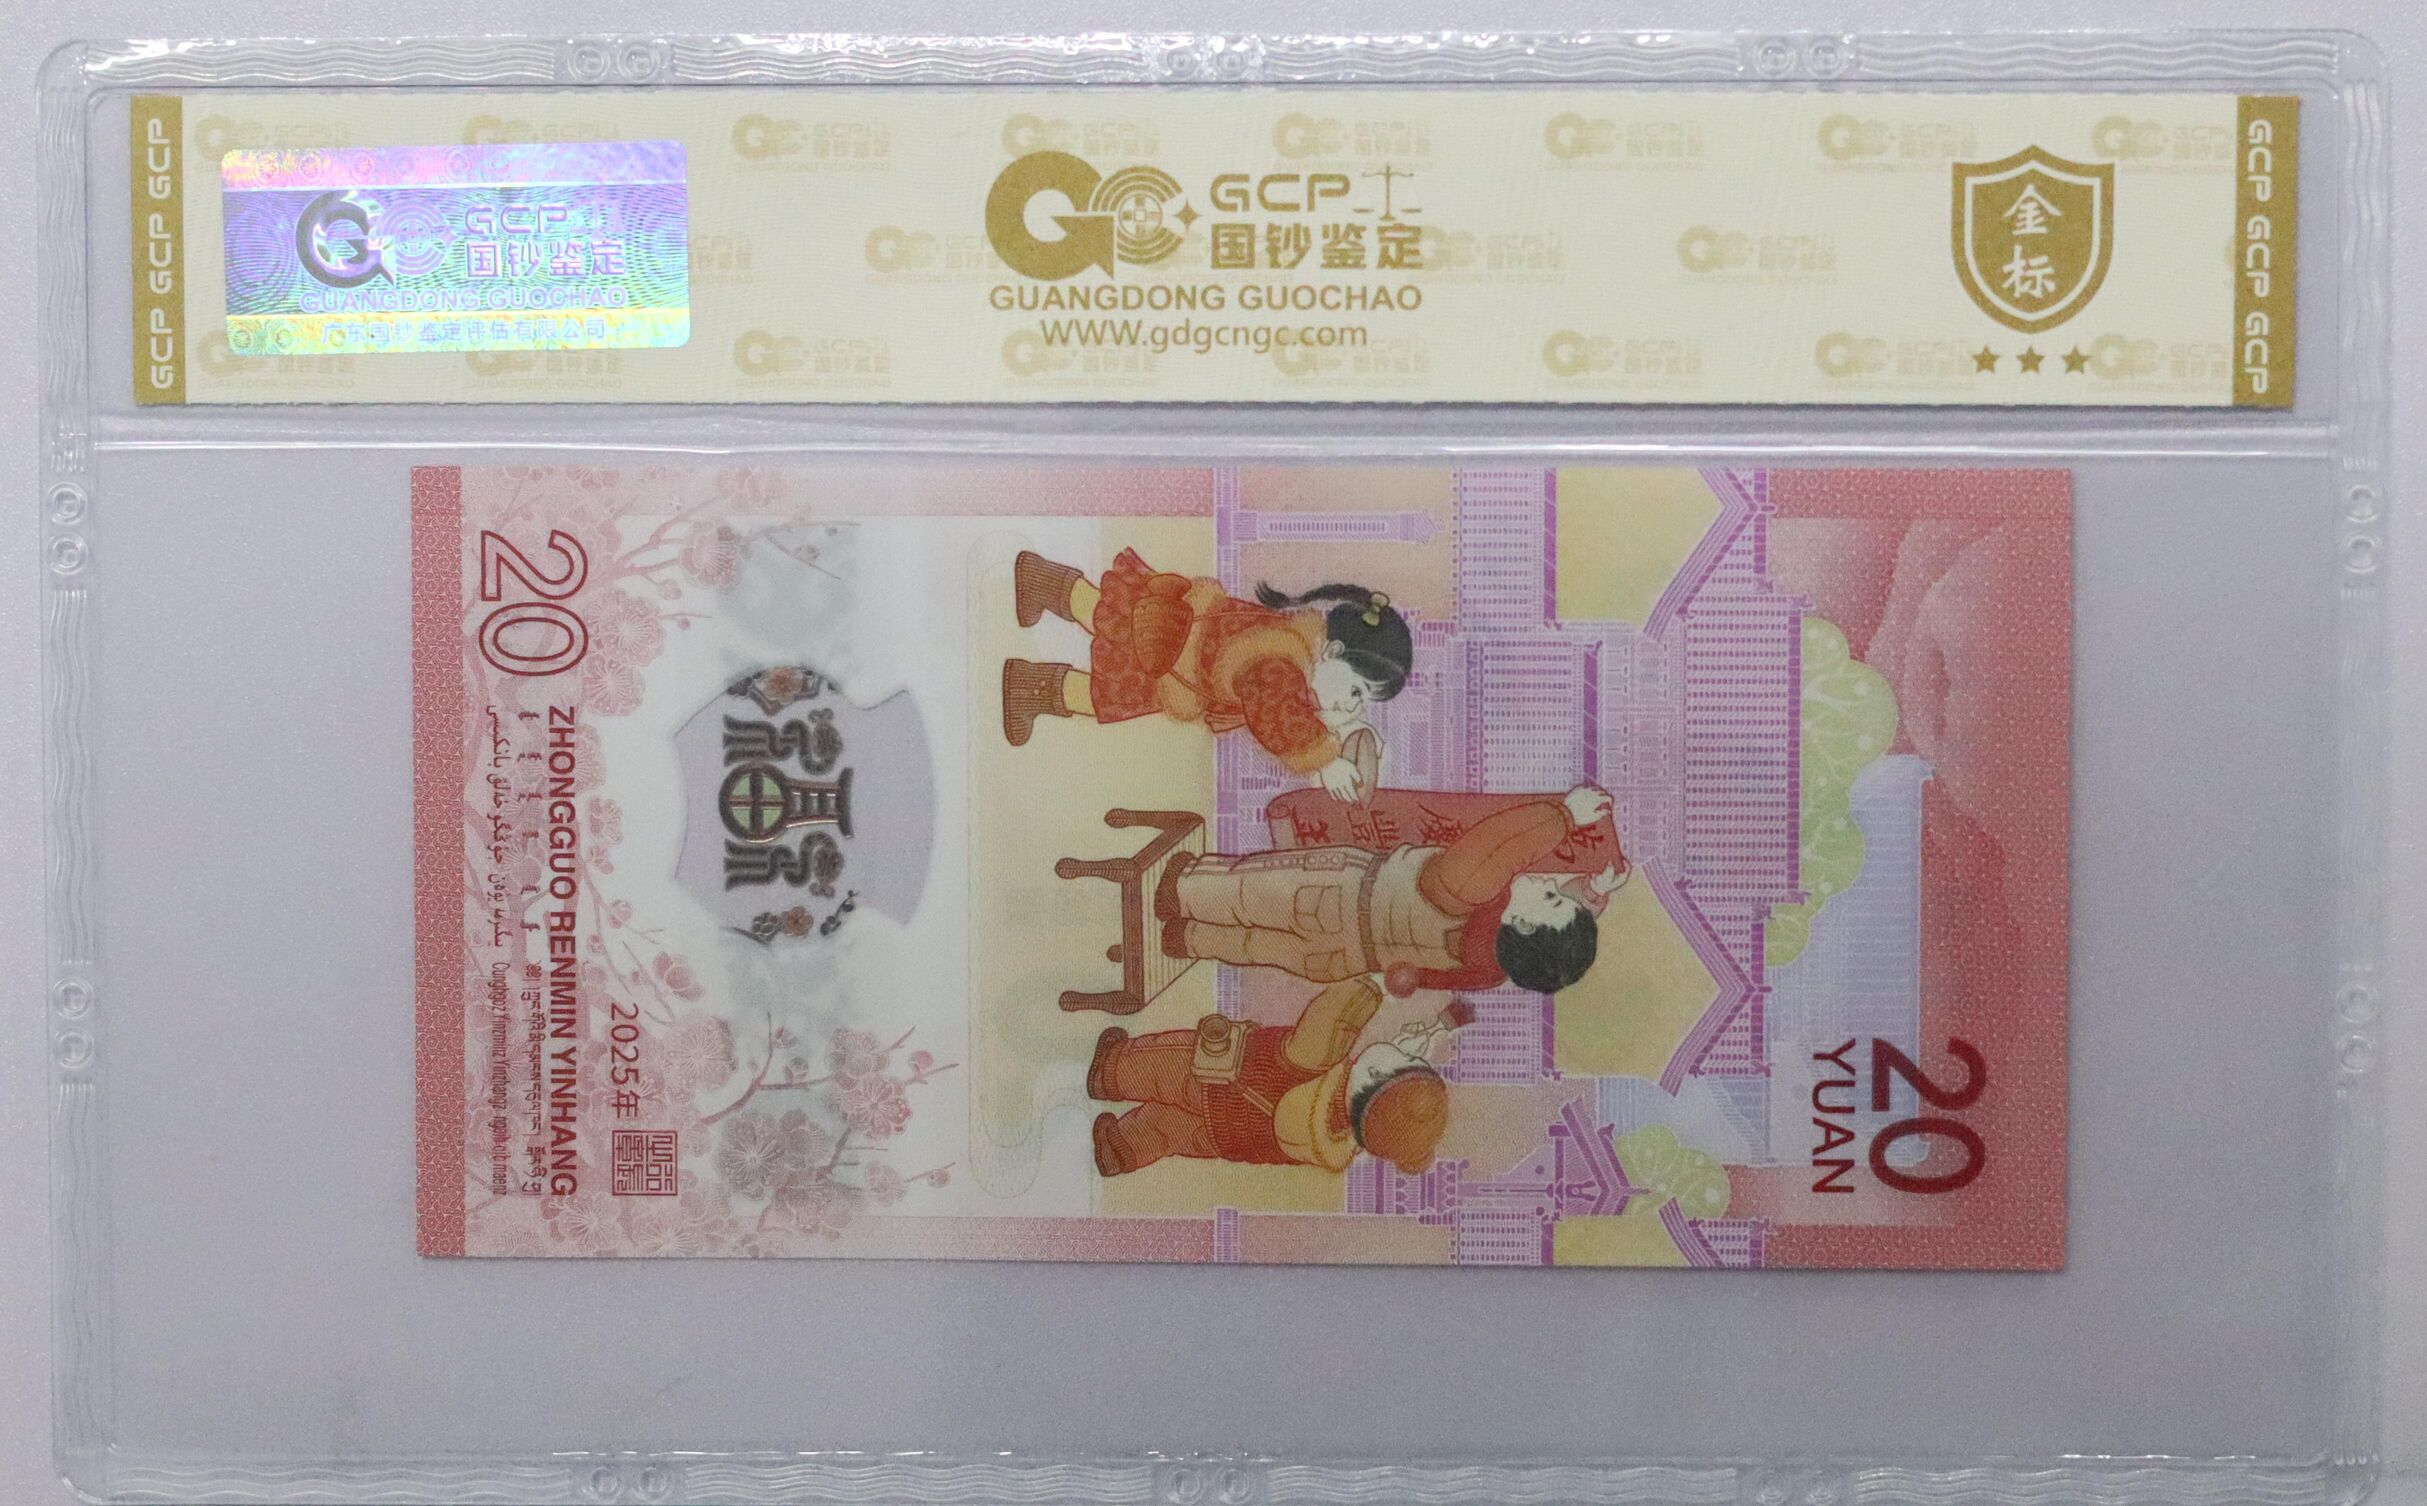 GCP GCP GCP
GCP
国钞鉴定
GUANGDONG GUOCHAO
广东国钞鉴定评估有限公司
GCP
国钞鉴定
GUANGDONG GUOCHAO
WWW.gdgcngc.com
金标
GCP GCP GCP
20
YUAN
2025年
ZHONGGUO RENMIN YINHANG
20